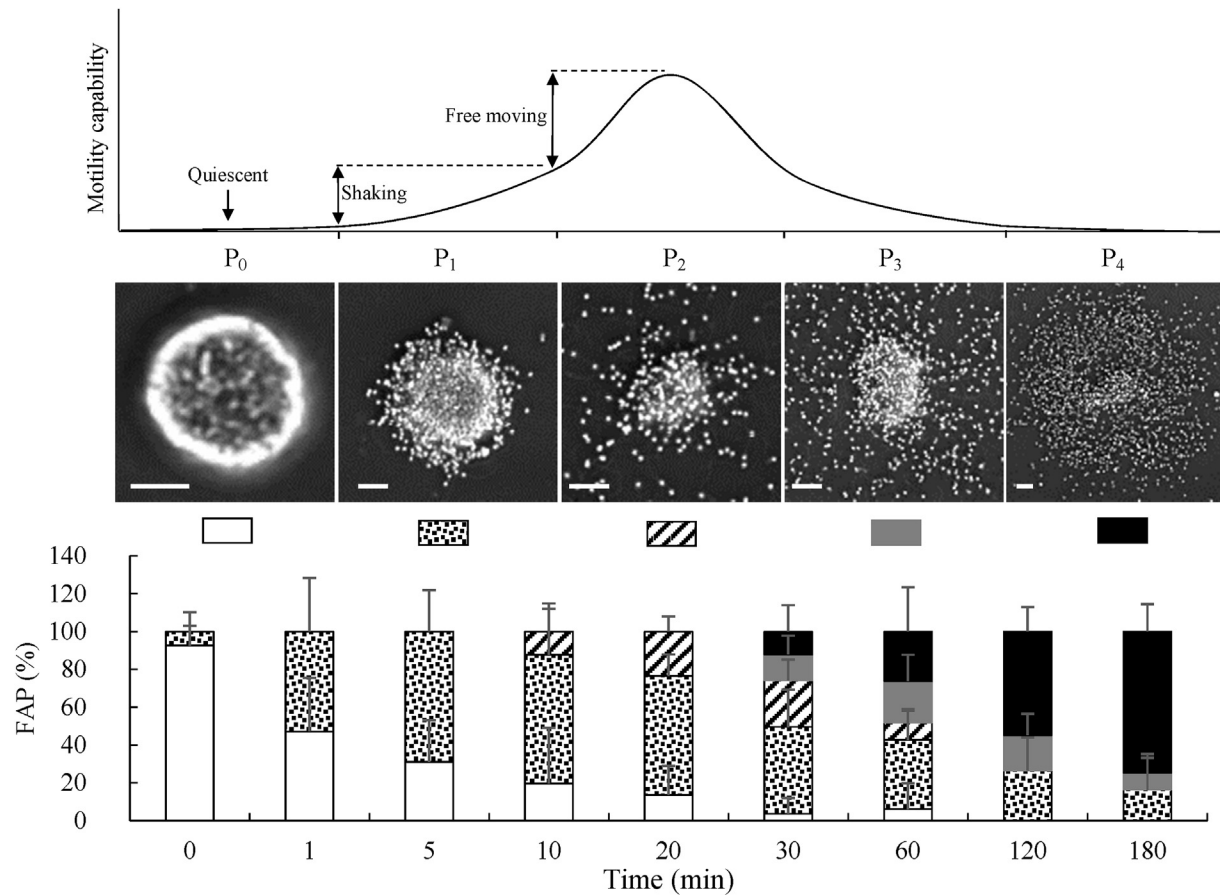 Motility capability
Quiescent
Shaking
Free moving
P₀ P₁ P₂ P₃ P₄
FAP (%)
140
120
100
80
60
40
20
0
0 1 5 10 20 30 60 120 180
Time (min)